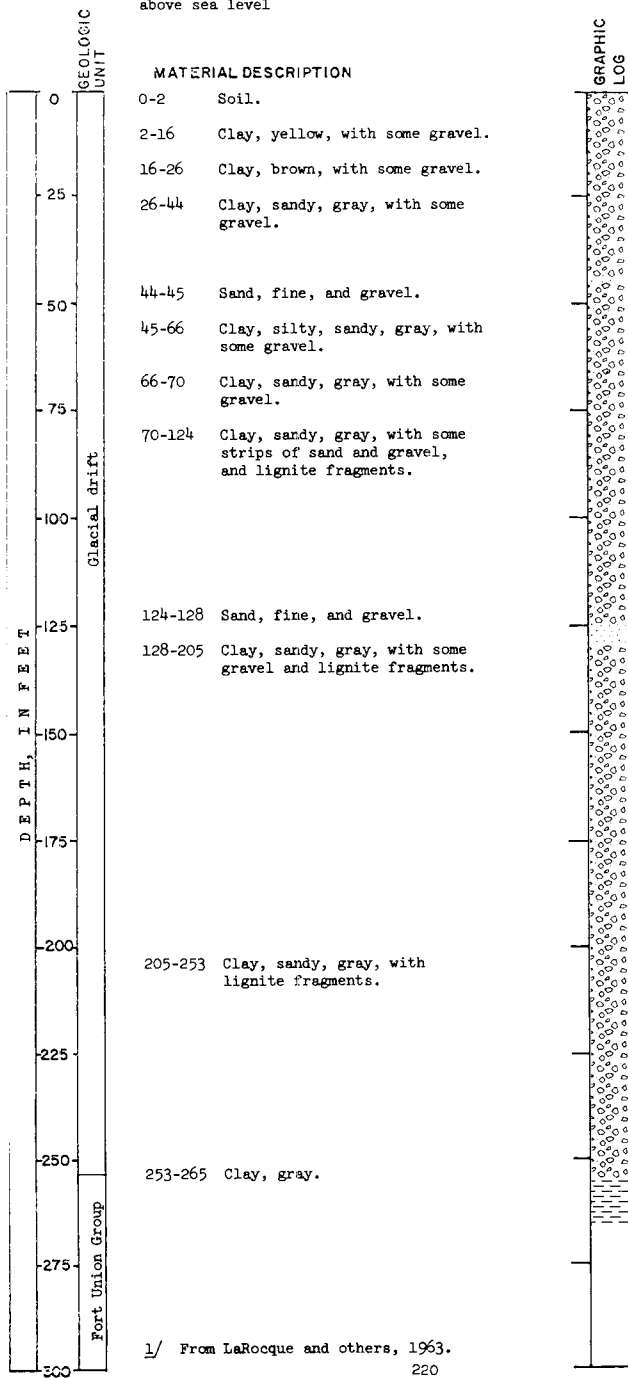 above sea level
GEOLOGIC
UNIT
MATERIAL DESCRIPTION
GRAPHIC
LOG
0
0-2 Soil.
2-16 Clay, yellow, with some gravel.
16-26 Clay, brown, with some gravel.
25
26-44 Clay, sandy, gray, with some
gravel.
44-45 Sand, fine, and gravel.
50
45-66 Clay, silty, sandy, gray, with
some gravel.
66-70 Clay, sandy, gray, with some
gravel.
75
70-124 Clay, sandy, gray, with some
strips of sand and gravel,
and lignite fragments.
Glacial drift
100
124-128 Sand, fine, and gravel.
125
128-205 Clay, sandy, gray, with some
gravel and lignite fragments.
DEPTH, IN FEET
150
175
200
205-253 Clay, sandy, gray, with
lignite fragments.
225
250
253-265 Clay, gray.
Fort Union Group
275
1/ From LaRocque and others, 1963.
300
220